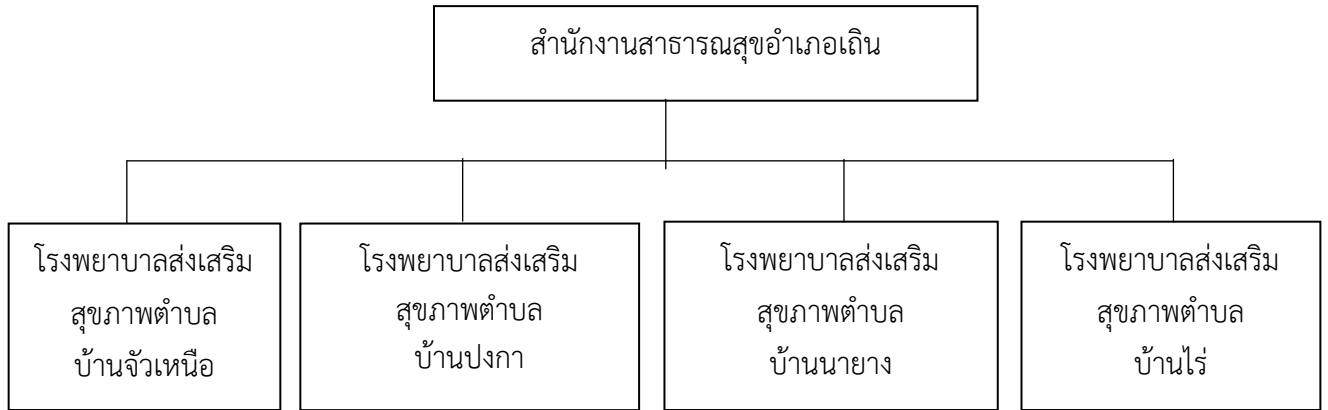 สำนักงานสาธารณสุขอำเภอเถิน
โรงพยาบาลส่งเสริม
สุขภาพตำบล
บ้านจัวเหนือ
โรงพยาบาลส่งเสริม
สุขภาพตำบล
บ้านปงกา
โรงพยาบาลส่งเสริม
สุขภาพตำบล
บ้านนายาง
โรงพยาบาลส่งเสริม
สุขภาพตำบล
บ้านไร่